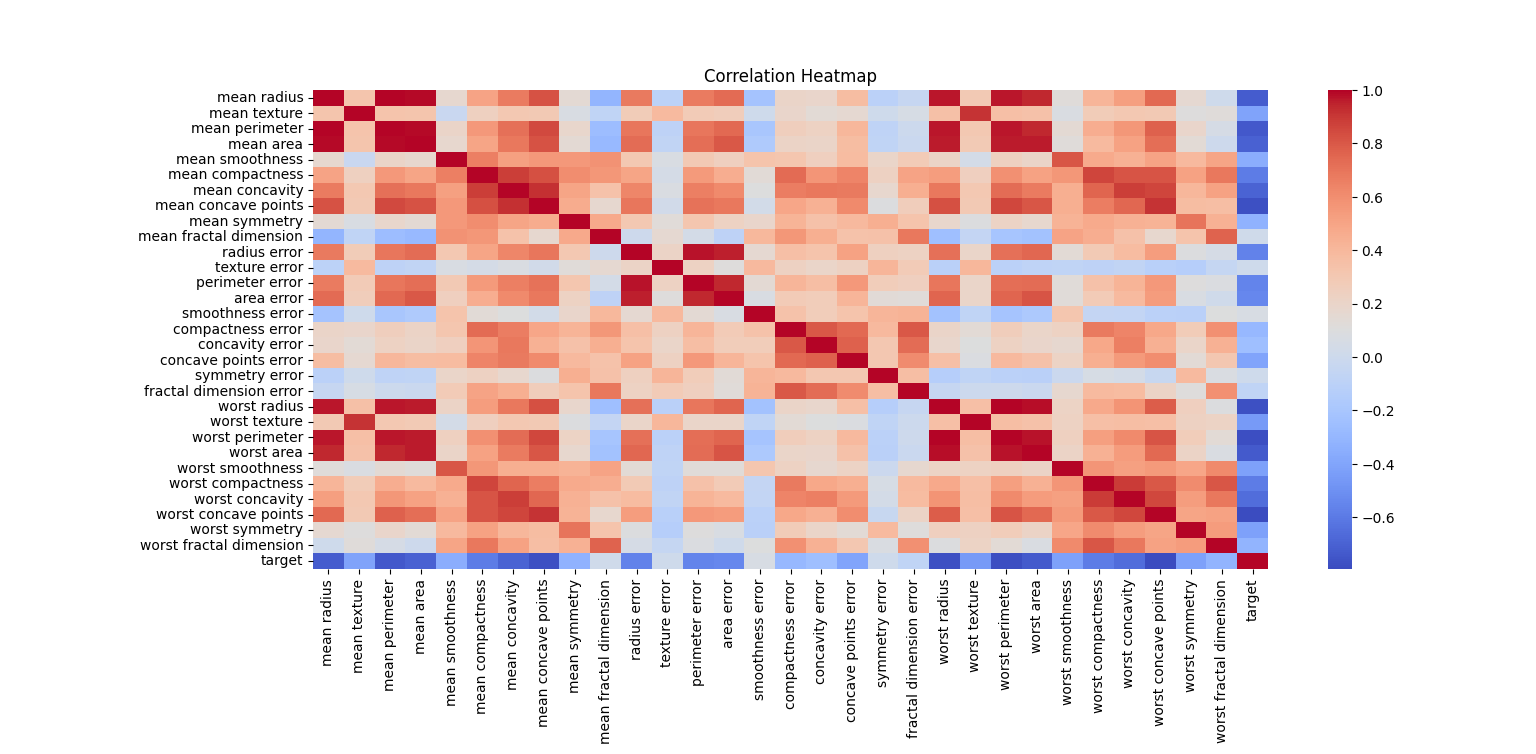 Correlation Heatmap
mean radius
mean texture
mean perimeter
mean area
mean smoothness
mean compactness
mean concavity
mean concave points
mean symmetry
mean fractal dimension
radius error
texture error
perimeter error
area error
smoothness error
compactness error
concavity error
concave points error
symmetry error
fractal dimension error
worst radius
worst texture
worst perimeter
worst area
worst smoothness
worst compactness
worst concavity
worst concave points
worst symmetry
worst fractal dimension
target
mean radius
mean texture
mean perimeter
mean area
mean smoothness
mean compactness
mean concavity
mean concave points
mean symmetry
mean fractal dimension
radius error
texture error
perimeter error
area error
smoothness error
compactness error
concavity error
concave points error
symmetry error
fractal dimension error
worst radius
worst texture
worst perimeter
worst area
worst smoothness
worst compactness
worst concavity
worst concave points
worst symmetry
worst fractal dimension
target
1.0
0.8
0.6
0.4
0.2
0.0
−0.2
−0.4
−0.6